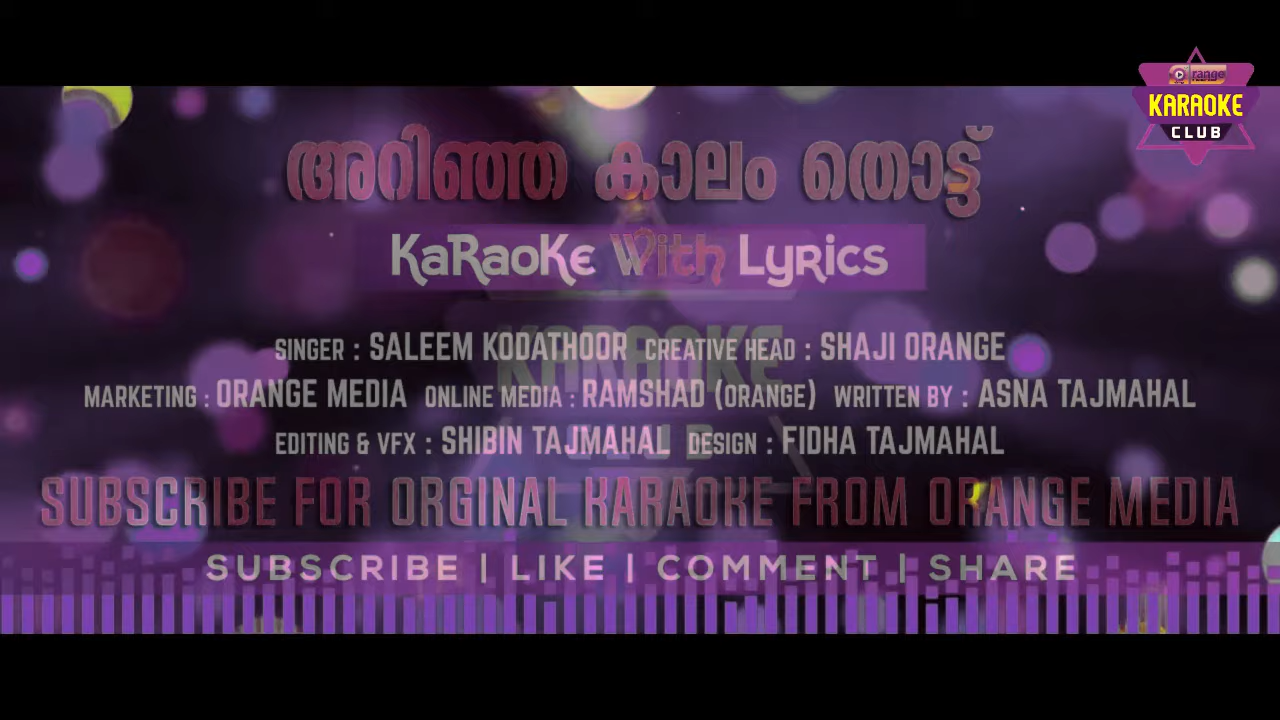 Orange
KARAOKE
CLUB
അറിഞ്ഞ കാലം തൊട്ട്
KaRaoKe With LyRics
KARAOKE
SINGER : SALEEM KODATHOOR CREATIVE HEAD : SHAJI ORANGE
MARKETING : ORANGE MEDIA ONLINE MEDIA : RAMSHAD (ORANGE) WRITTEN BY : ASNA TAJMAHAL
EDITING & VFX : SHIBIN TAJMAHAL DESIGN : FIDHA TAJMAHAL
SUBSCRIBE FOR ORGINAL KARAOKE FROM ORANGE MEDIA
SUBSCRIBE | LIKE | COMMENT | SHARE